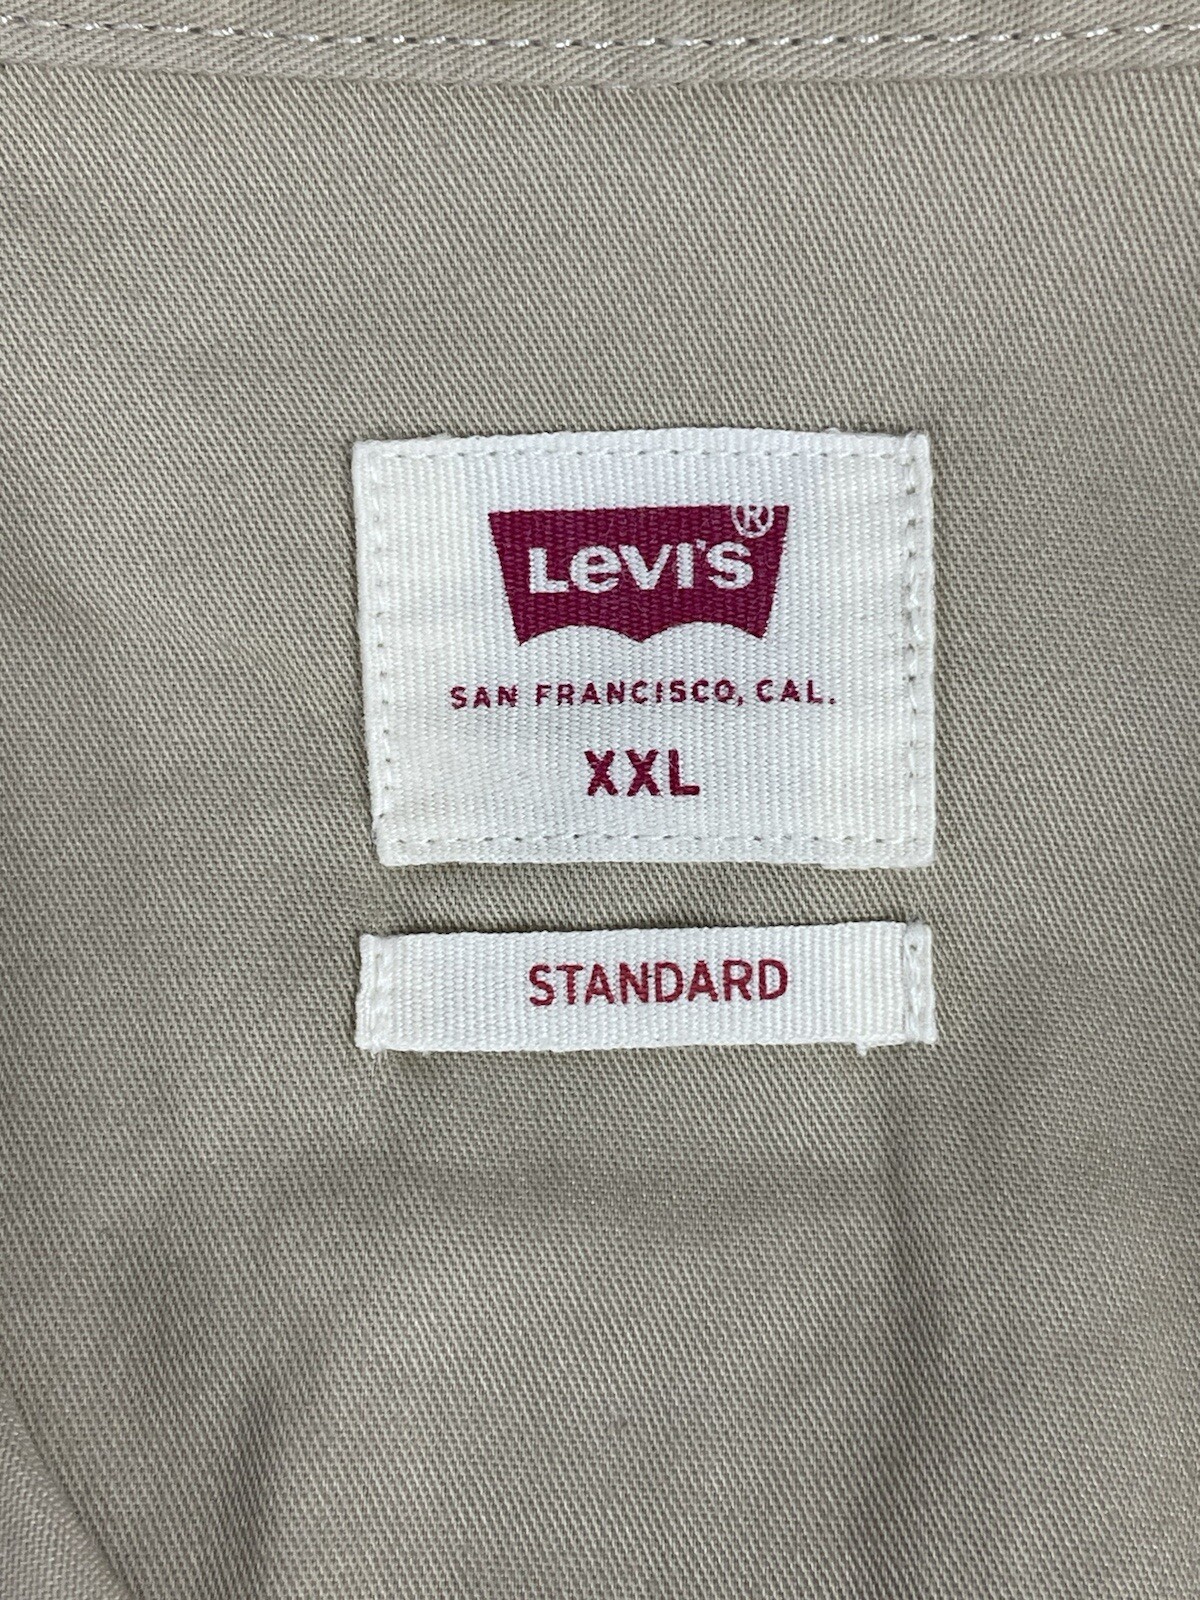 Levi's®
SAN FRANCISCO, CAL.
XXL
STANDARD